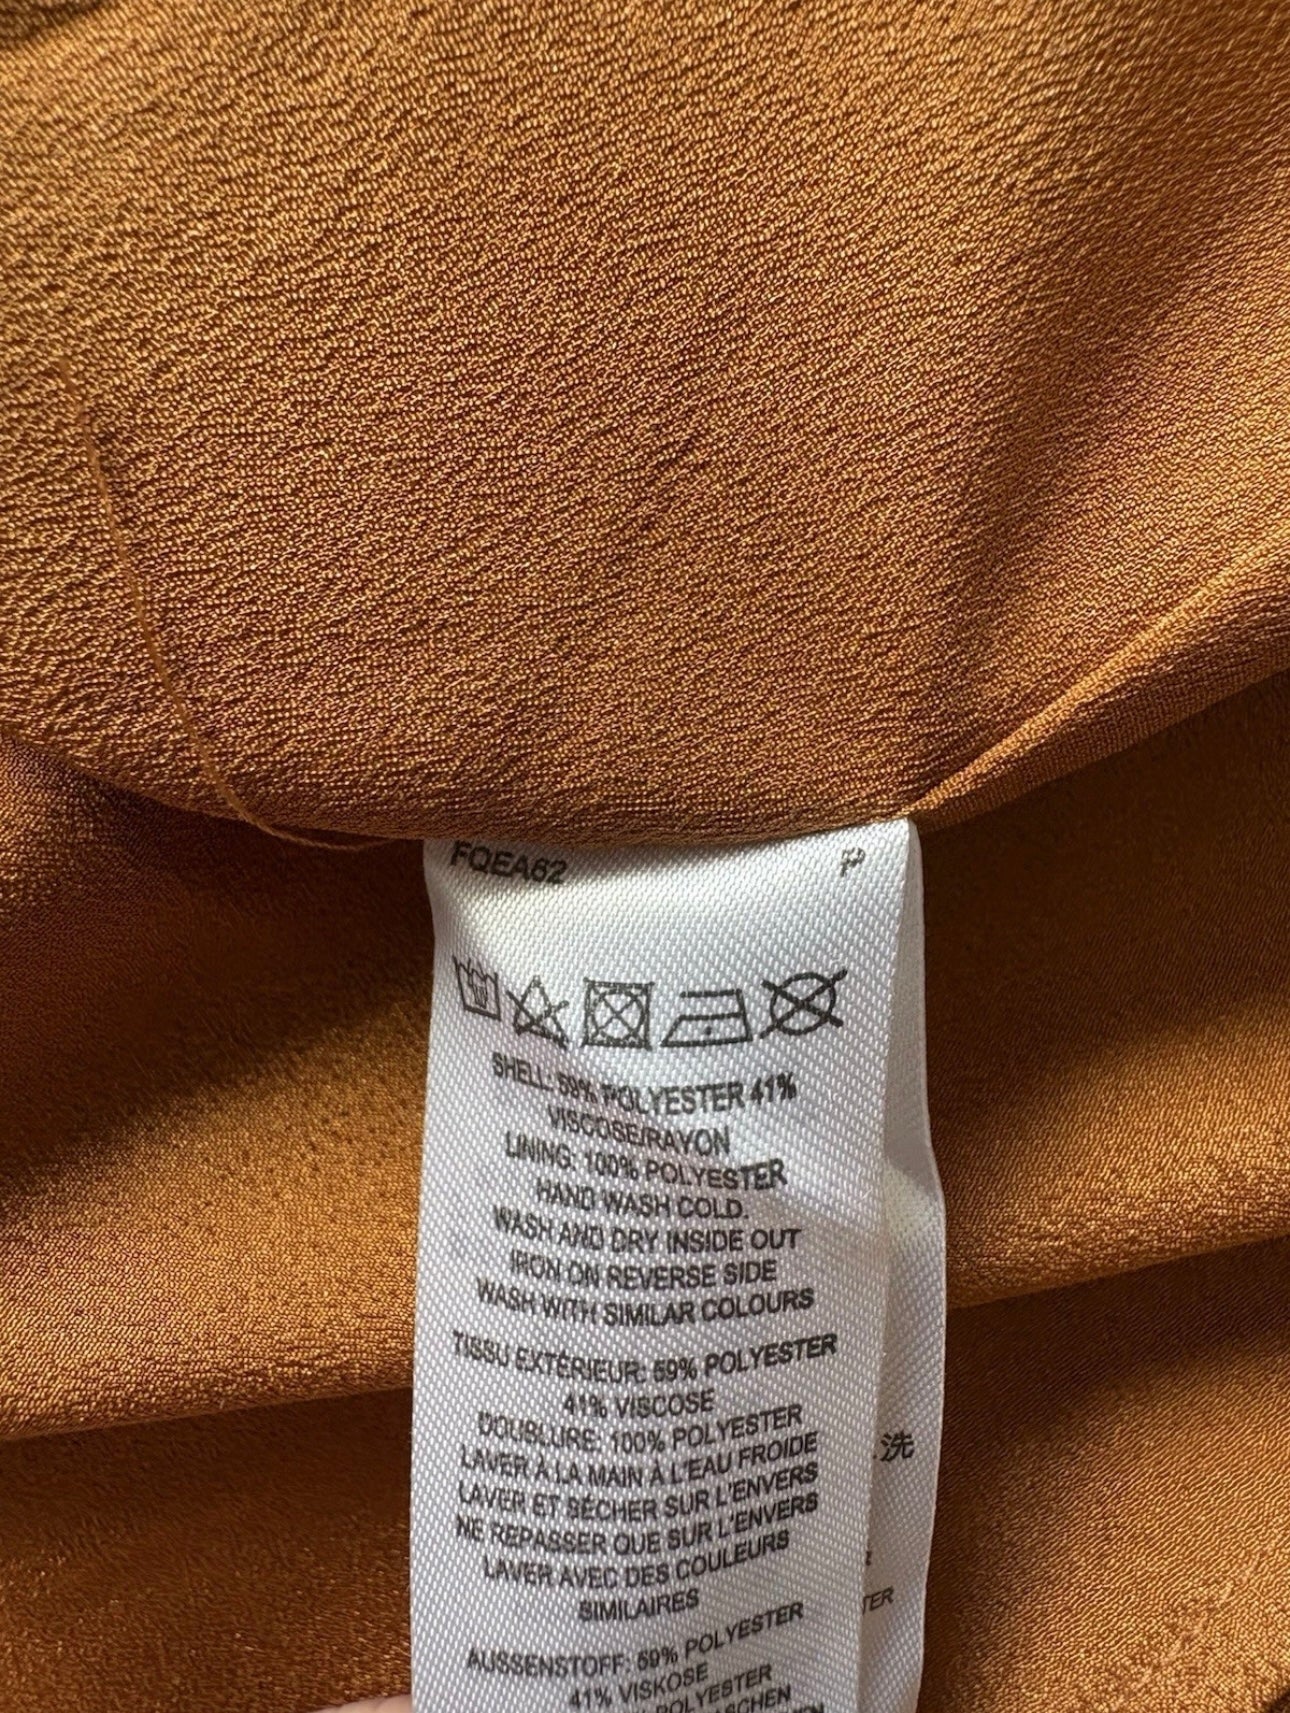 FQEA62 P
SHELL: 59% POLYESTER 41%
VISCOSE/RAYON
LINING: 100% POLYESTER
HAND WASH COLD.
WASH AND DRY INSIDE OUT
IRON ON REVERSE SIDE
WASH WITH SIMILAR COLOURS
TISSU EXTÉRIEUR: 59% POLYESTER
41% VISCOSE
DOUBLURE: 100% POLYESTER
LAVER À LA MAIN À L'EAU FROIDE
LAVER ET SÉCHER SUR L'ENVERS
NE REPASSER QUE SUR L'ENVERS
LAVER AVEC DES COULEURS
SIMILAIRES
AUSSENSTOFF: 59% POLYESTER
41% VISKOSE
POLYESTER
洗
TER